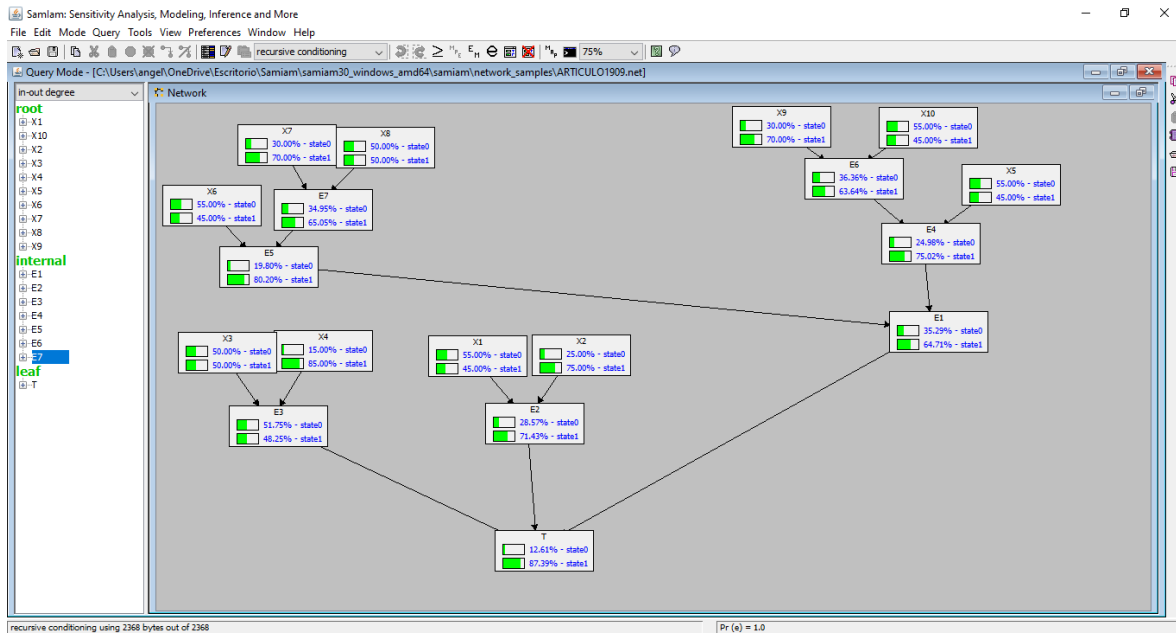 SamIam: Sensitivity Analysis, Modeling, Inference and More
File Edit Mode Query Tools View Preferences Window Help
recursive conditioning
75%
Query Mode - [C:\Users\angel\OneDrive\Escritorio\Samiam\samiam30_windows_amd64\samiam\network_samples\ARTICULO1909.net]
in-out degree
root
X1
X10
X2
X3
X4
X5
X6
X7
X8
X9
internal
E1
E2
E3
E4
E5
E6
E7
leaf
T
Network
X7
30.00% - state0
70.00% - state1
X8
50.00% - state0
50.00% - state1
X9
30.00% - state0
70.00% - state1
X10
55.00% - state0
45.00% - state1
E6
36.36% - state0
63.64% - state1
X5
55.00% - state0
45.00% - state1
X6
55.00% - state0
45.00% - state1
E7
34.95% - state0
65.05% - state1
E4
24.98% - state0
75.02% - state1
E5
19.80% - state0
80.20% - state1
E1
35.29% - state0
64.71% - state1
X3
50.00% - state0
50.00% - state1
X4
15.00% - state0
85.00% - state1
X1
55.00% - state0
45.00% - state1
X2
25.00% - state0
75.00% - state1
E3
51.75% - state0
48.25% - state1
E2
28.57% - state0
71.43% - state1
T
12.61% - state0
87.39% - state1
recursive conditioning using 2368 bytes out of 2368
Pr (e) = 1.0